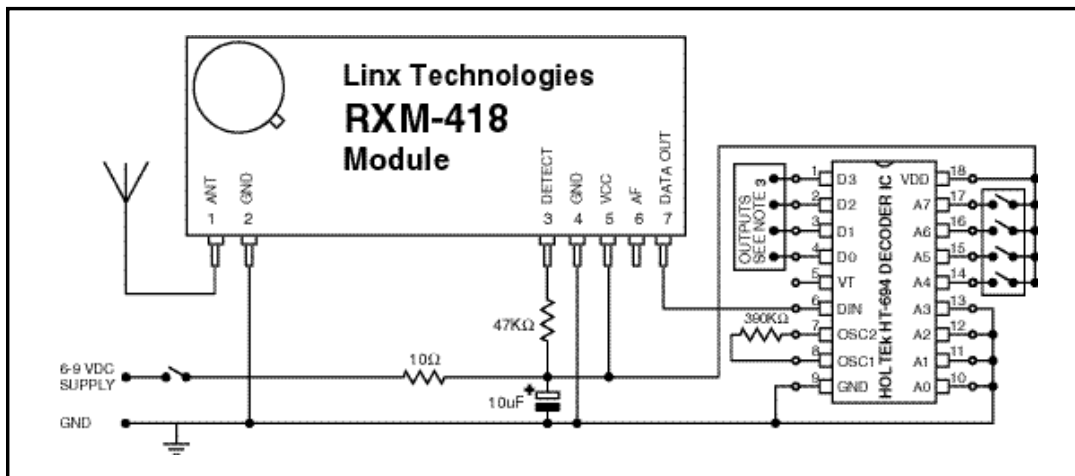 Linx Technologies
RXM-418
Module
ANT
GND
DETECT
GND
VCC
AF
DATA OUT
1
2
3
4
5
6
7
OUTPUTS
SEE NOTE 3
1
2
3
4
5
6
7
8
9
D3
D2
D1
D0
VT
DIN
OSC2
OSC1
GND
HOLTEK HT-694 DECODER IC
VDD
A7
A6
A5
A4
A3
A2
A1
A0
18
17
16
15
14
13
12
11
10
390KΩ
47KΩ
10Ω
6-9 VDC
SUPPLY
+
10uF
GND